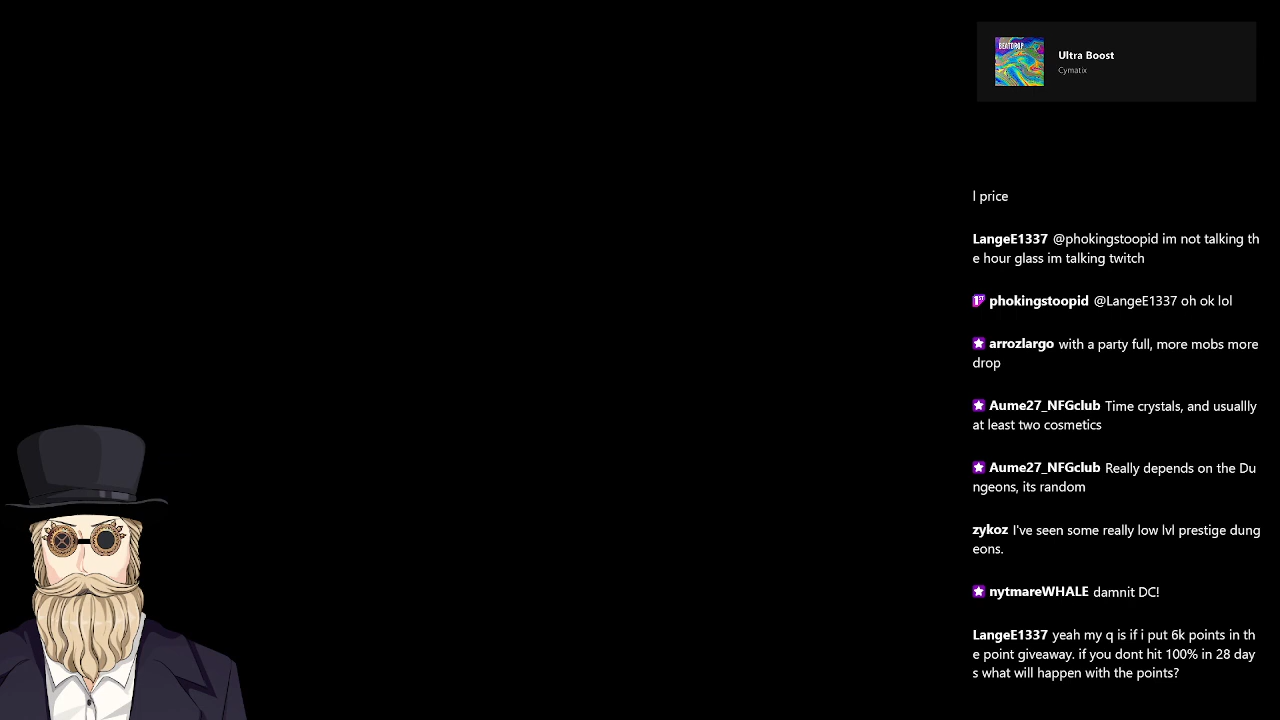 BEATDROP
Ultra Boost
Cymatix
l price
LangeE1337 @phokingstoopid im not talking th
e hour glass im talking twitch
phokingstoopid @LangeE1337 oh ok lol
arrozlargo with a party full, more mobs more
drop
Aume27_NFGclub Time crystals, and usuallly
at least two cosmetics
Aume27_NFGclub Really depends on the Du
ngeons, its random
zykoz I've seen some really low lvl prestige dung
eons.
nytmareWHALE damnit DC!
LangeE1337 yeah my q is if i put 6k points in th
e point giveaway. if you dont hit 100% in 28 day
s what will happen with the points?